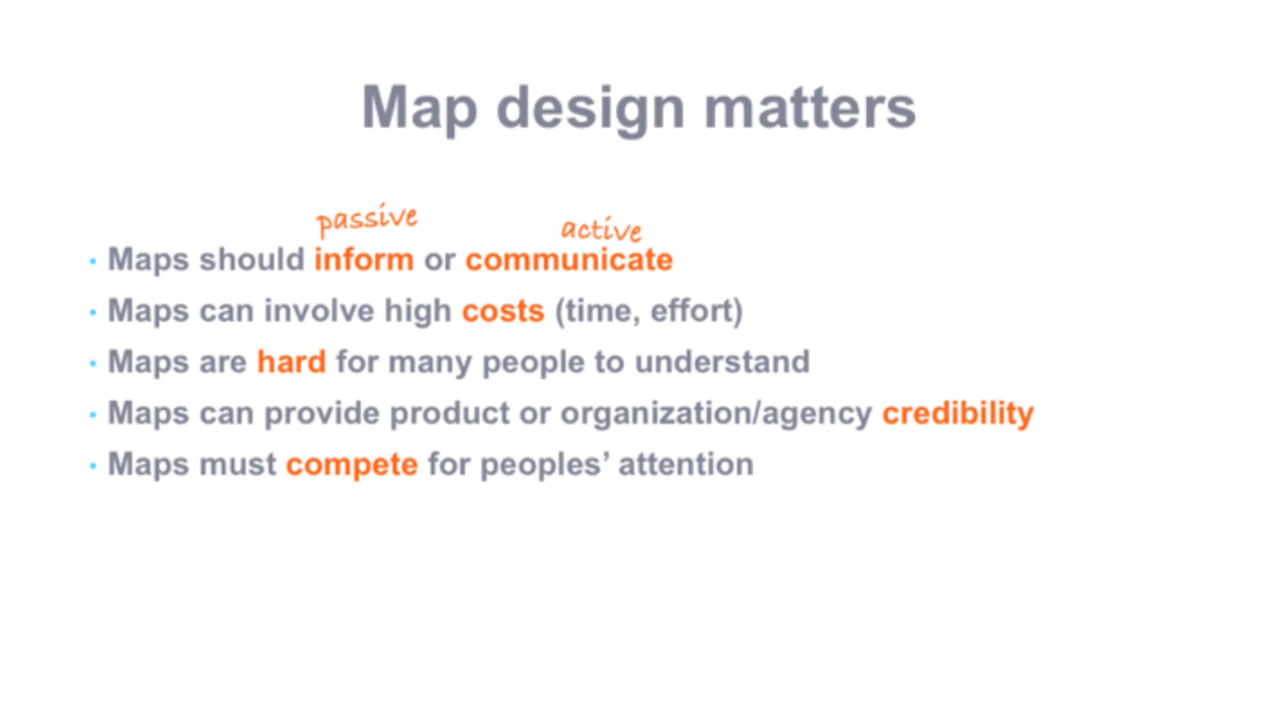 Map design matters
passive active
• Maps should inform or communicate
• Maps can involve high costs (time, effort)
• Maps are hard for many people to understand
• Maps can provide product or organization/agency credibility
• Maps must compete for peoples’ attention